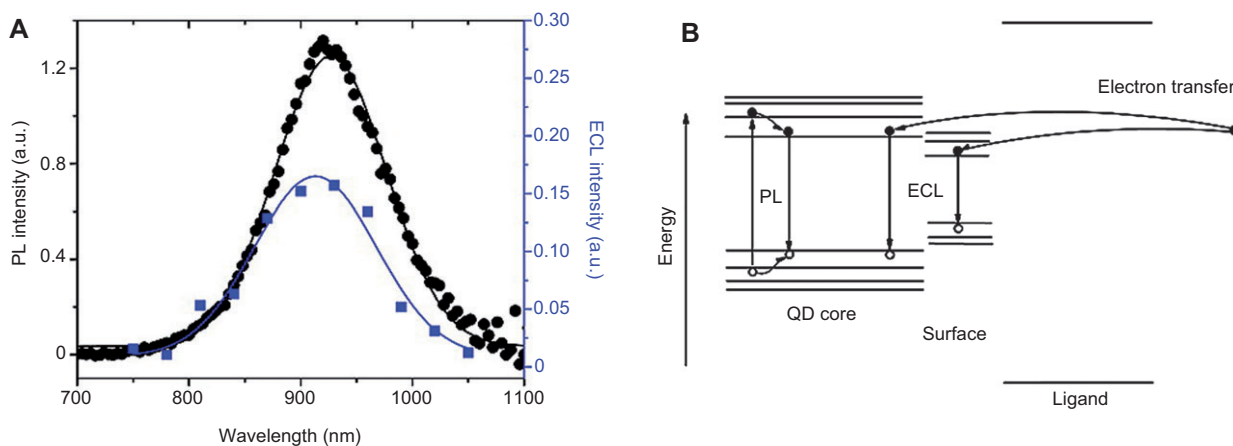 A
PL intensity (a.u.)
1.2
0.8
0.4
0
700
800
900
1000
1100
Wavelength (nm)
0.30
0.25
0.20
0.15
0.10
0.05
0
ECL intensity (a.u.)
B
Energy
Electron transfer
PL
ECL
QD core
Surface
Ligand